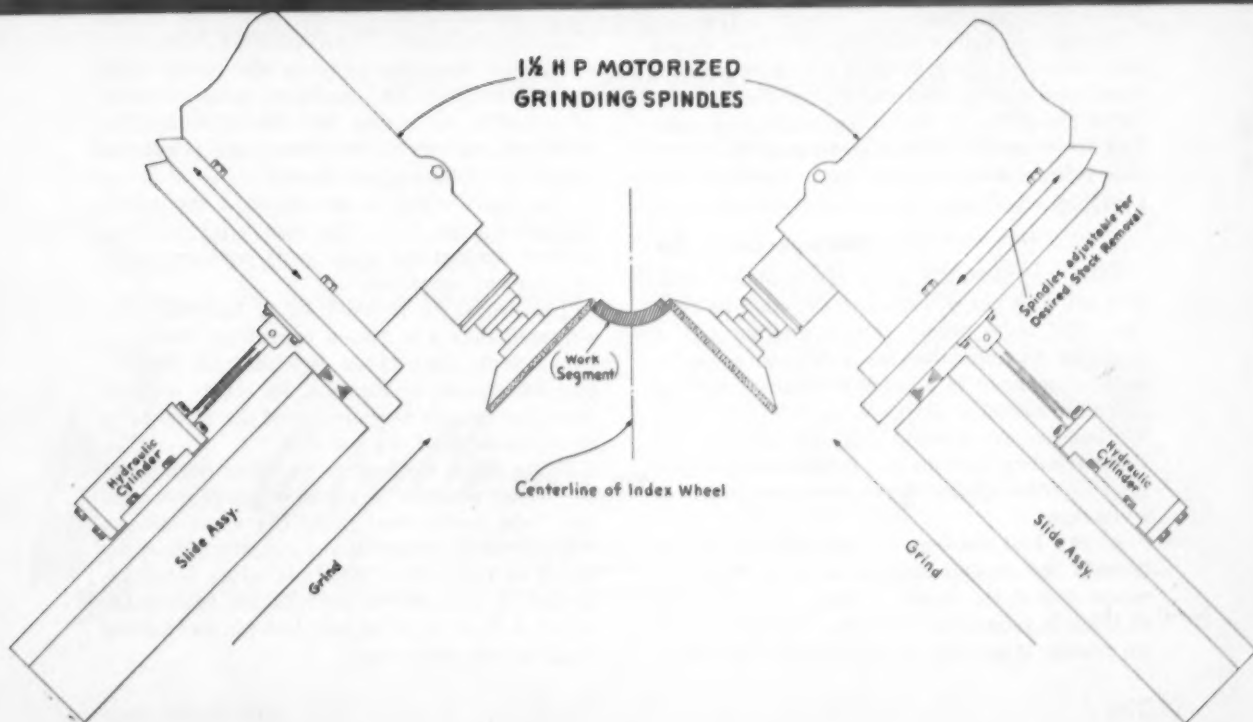 1½ H P MOTORIZED
GRINDING SPINDLES
Spindles adjustable for
Desired Stock Removal
(Work
Segment)
Hydraulic
Cylinder
Hydraulic
Cylinder
Centerline of Index Wheel
Slide Assy.
Grind
Grind
Slide Assy.